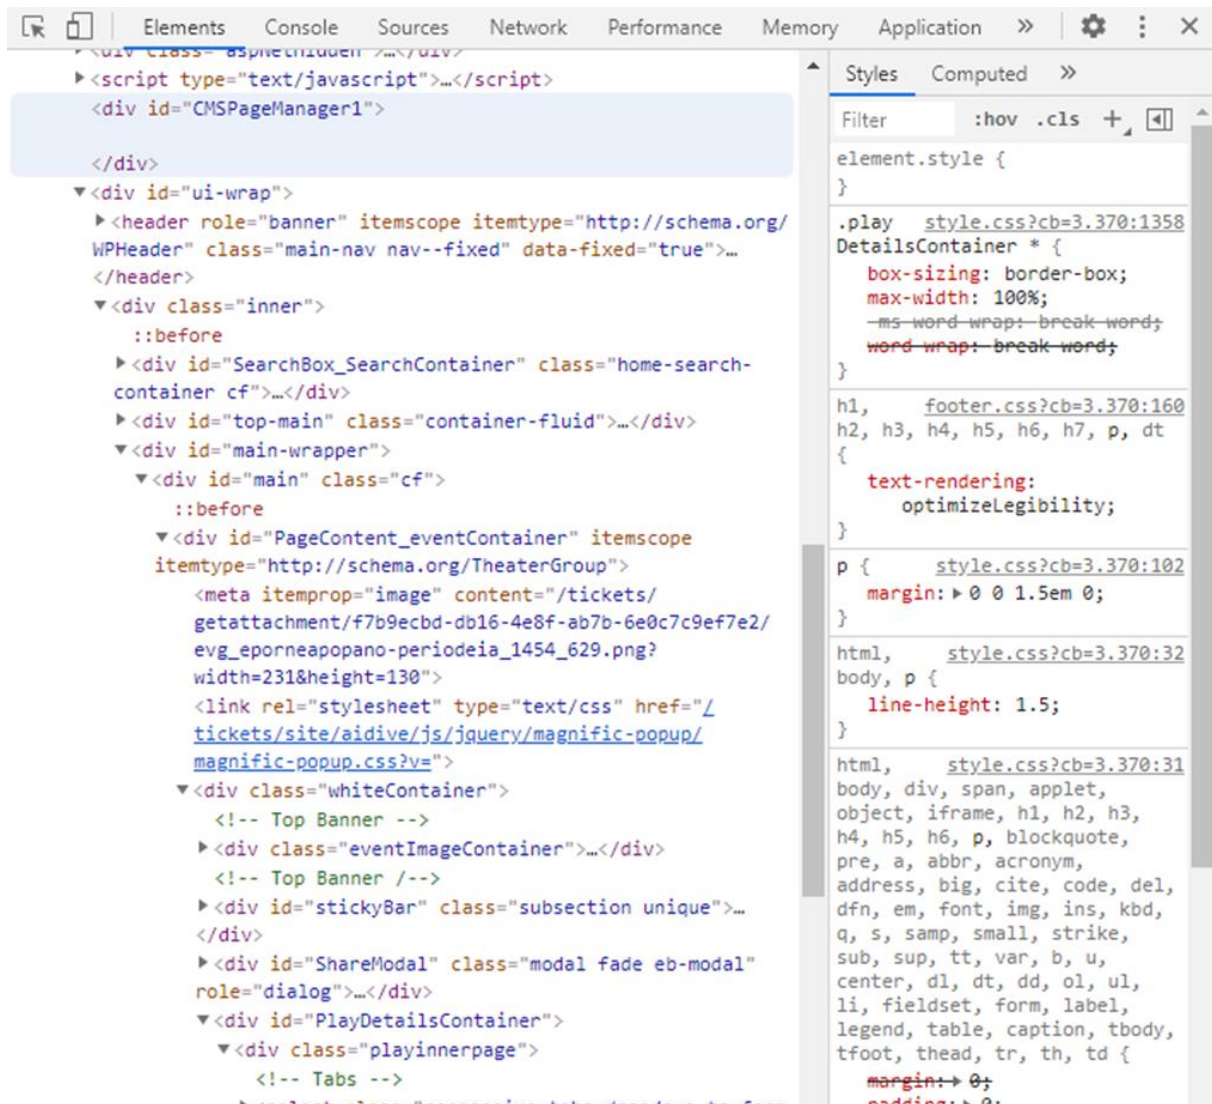 Elements Console Sources Network Performance Memory Application »
<div class="aspNetHidden">…</div>
<script type="text/javascript">…</script>
<div id="CMSPageManager1">
</div>
<div id="ui-wrap">
<header role="banner" itemscope itemtype="http://schema.org/
WPHeader" class="main-nav nav--fixed" data-fixed="true">…
</header>
<div class="inner">
::before
<div id="SearchBox_SearchContainer" class="home-search-
container cf">…</div>
<div id="top-main" class="container-fluid">…</div>
<div id="main-wrapper">
<div id="main" class="cf">
::before
<div id="PageContent_eventContainer" itemscope
itemtype="http://schema.org/TheaterGroup">
<meta itemprop="image" content="/tickets/
getattachment/f7b9ecbd-db16-4e8f-ab7b-6e0c7c9ef7e2/
evg_eporneapopano-periodeia_1454_629.png?
width=231&height=130">
<link rel="stylesheet" type="text/css" href="/
tickets/site/aidive/js/jquery/magnific-popup/
magnific-popup.css?v=">
<div class="whiteContainer">
<!-- Top Banner -->
<div class="eventImageContainer">…</div>
<!-- Top Banner /-->
<div id="stickyBar" class="subsection unique">…
</div>
<div id="ShareModal" class="modal fade eb-modal"
role="dialog">…</div>
<div id="PlayDetailsContainer">
<div class="playinnerpage">
<!-- Tabs -->
Styles Computed »
Filter :hov .cls +
element.style {
}
.play style.css?cb=3.370:1358
DetailsContainer * {
box-sizing: border-box;
max-width: 100%;
-ms-word-wrap: break-word;
word-wrap: break-word;
}
h1, footer.css?cb=3.370:160
h2, h3, h4, h5, h6, h7, p, dt
{
text-rendering:
optimizeLegibility;
}
p { style.css?cb=3.370:102
margin: 0 0 1.5em 0;
}
html, style.css?cb=3.370:32
body, p {
line-height: 1.5;
}
html, style.css?cb=3.370:31
body, div, span, applet,
object, iframe, h1, h2, h3,
h4, h5, h6, p, blockquote,
pre, a, abbr, acronym,
address, big, cite, code, del,
dfn, em, font, img, ins, kbd,
q, s, samp, small, strike,
sub, sup, tt, var, b, u,
center, dl, dt, dd, ol, ul,
li, fieldset, form, label,
legend, table, caption, tbody,
tfoot, thead, tr, th, td {
margin: 0;
padding: 0;